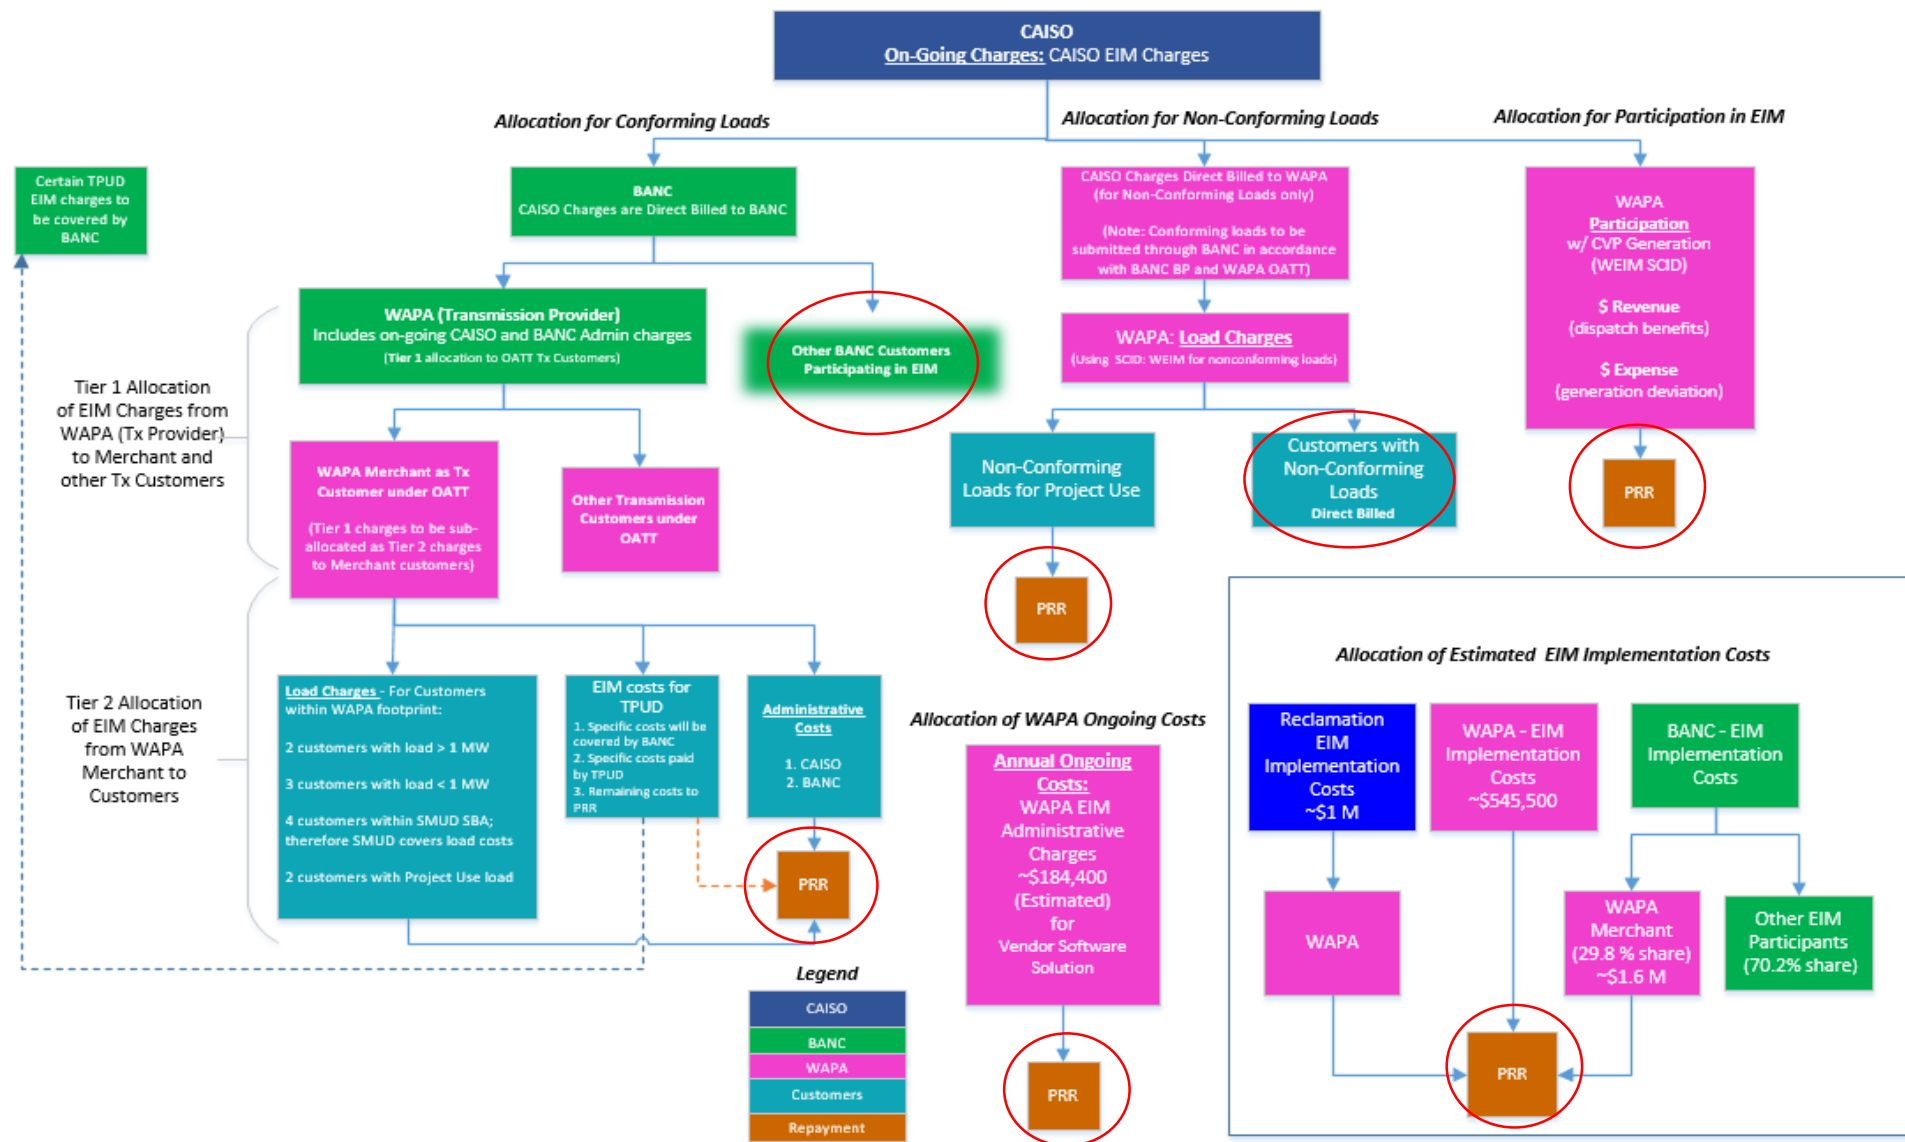 CAISO
On-Going Charges: CAISO EIM Charges
Allocation for Conforming Loads
Allocation for Non-Conforming Loads
Allocation for Participation in EIM
Certain TPUD
EIM charges to
be covered by
BANC
BANC
CAISO Charges are Direct Billed to BANC
CAISO Charges Direct Billed to WAPA
(for Non-Conforming Loads only)
(Note: Conforming loads to be
submitted through BANC in accordance
with BANC BP and WAPA OATT)
WAPA
Participation
w/ CVP Generation
(WEIM SCID)
$ Revenue
(dispatch benefits)
$ Expense
(generation deviation)
WAPA (Transmission Provider)
Includes on-going CAISO and BANC Admin charges
(Tier 1 allocation to OATT Tx Customers)
Other BANC Customers
Participating in EIM
WAPA: Load Charges
(Using SCID: WEIM for nonconforming loads)
Tier 1 Allocation
of EIM Charges from
WAPA (Tx Provider)
to Merchant and
other Tx Customers
WAPA Merchant as Tx
Customer under OATT
(Tier 1 charges to be sub-
allocated as Tier 2 charges
to Merchant customers)
Other Transmission
Customers under
OATT
Non-Conforming
Loads for Project Use
Customers with
Non-Conforming
Loads
Direct Billed
PRR
PRR
Tier 2 Allocation
of EIM Charges
from WAPA
Merchant to
Customers
Load Charges - For Customers
within WAPA footprint:
2 customers with load > 1 MW
3 customers with load < 1 MW
4 customers within SMUD SBA;
therefore SMUD covers load costs
2 customers with Project Use load
EIM costs for
TPUD
1. Specific costs will be
covered by BANC
2. Specific costs paid
by TPUD
3. Remaining costs to
PRR
Administrative
Costs
1. CAISO
2. BANC
PRR
Allocation of WAPA Ongoing Costs
Annual Ongoing
Costs:
WAPA EIM
Administrative
Charges
~$184,400
(Estimated)
for
Vendor Software
Solution
PRR
Allocation of Estimated EIM Implementation Costs
Reclamation
EIM
Implementation
Costs
~$1 M
WAPA - EIM
Implementation
Costs
~$545,500
BANC - EIM
Implementation
Costs
WAPA
WAPA
Merchant
(29.8 % share)
~$1.6 M
Other EIM
Participants
(70.2% share)
PRR
Legend
CAISO
BANC
WAPA
Customers
Repayment